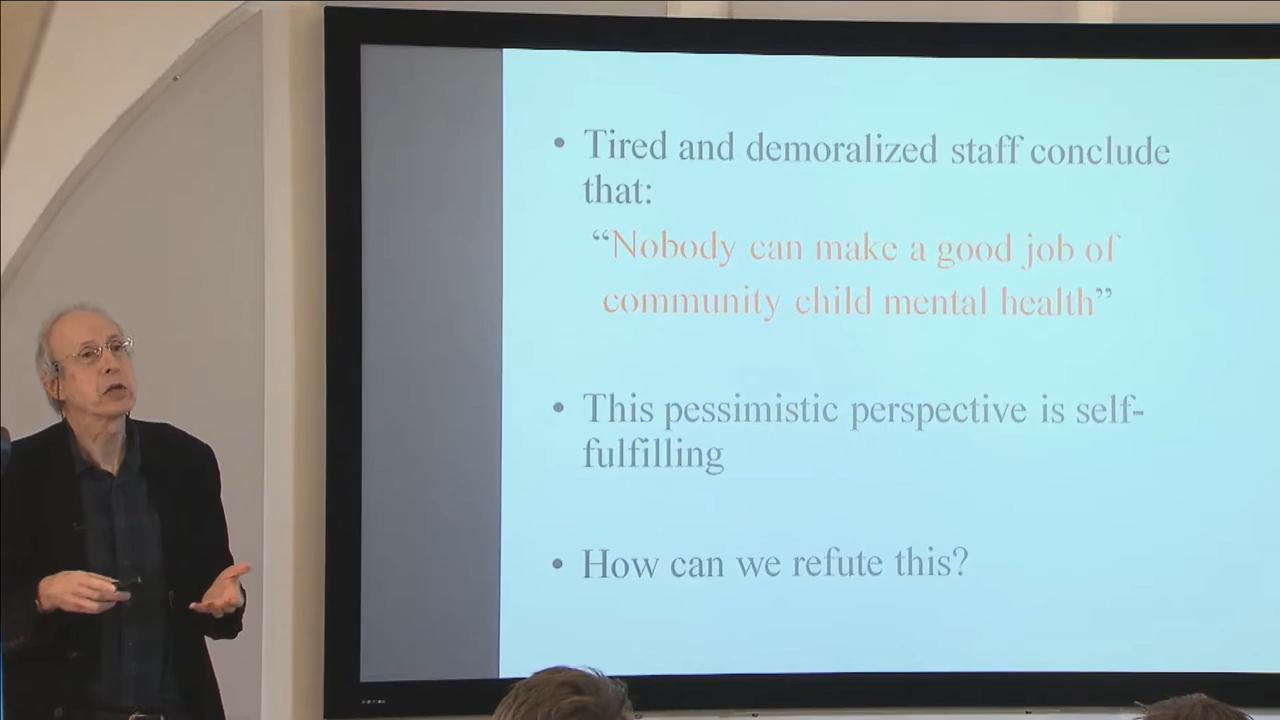 • Tired and demoralized staff conclude
that:
“Nobody can make a good job of
community child mental health”
• This pessimistic perspective is self-
fulfilling
• How can we refute this?